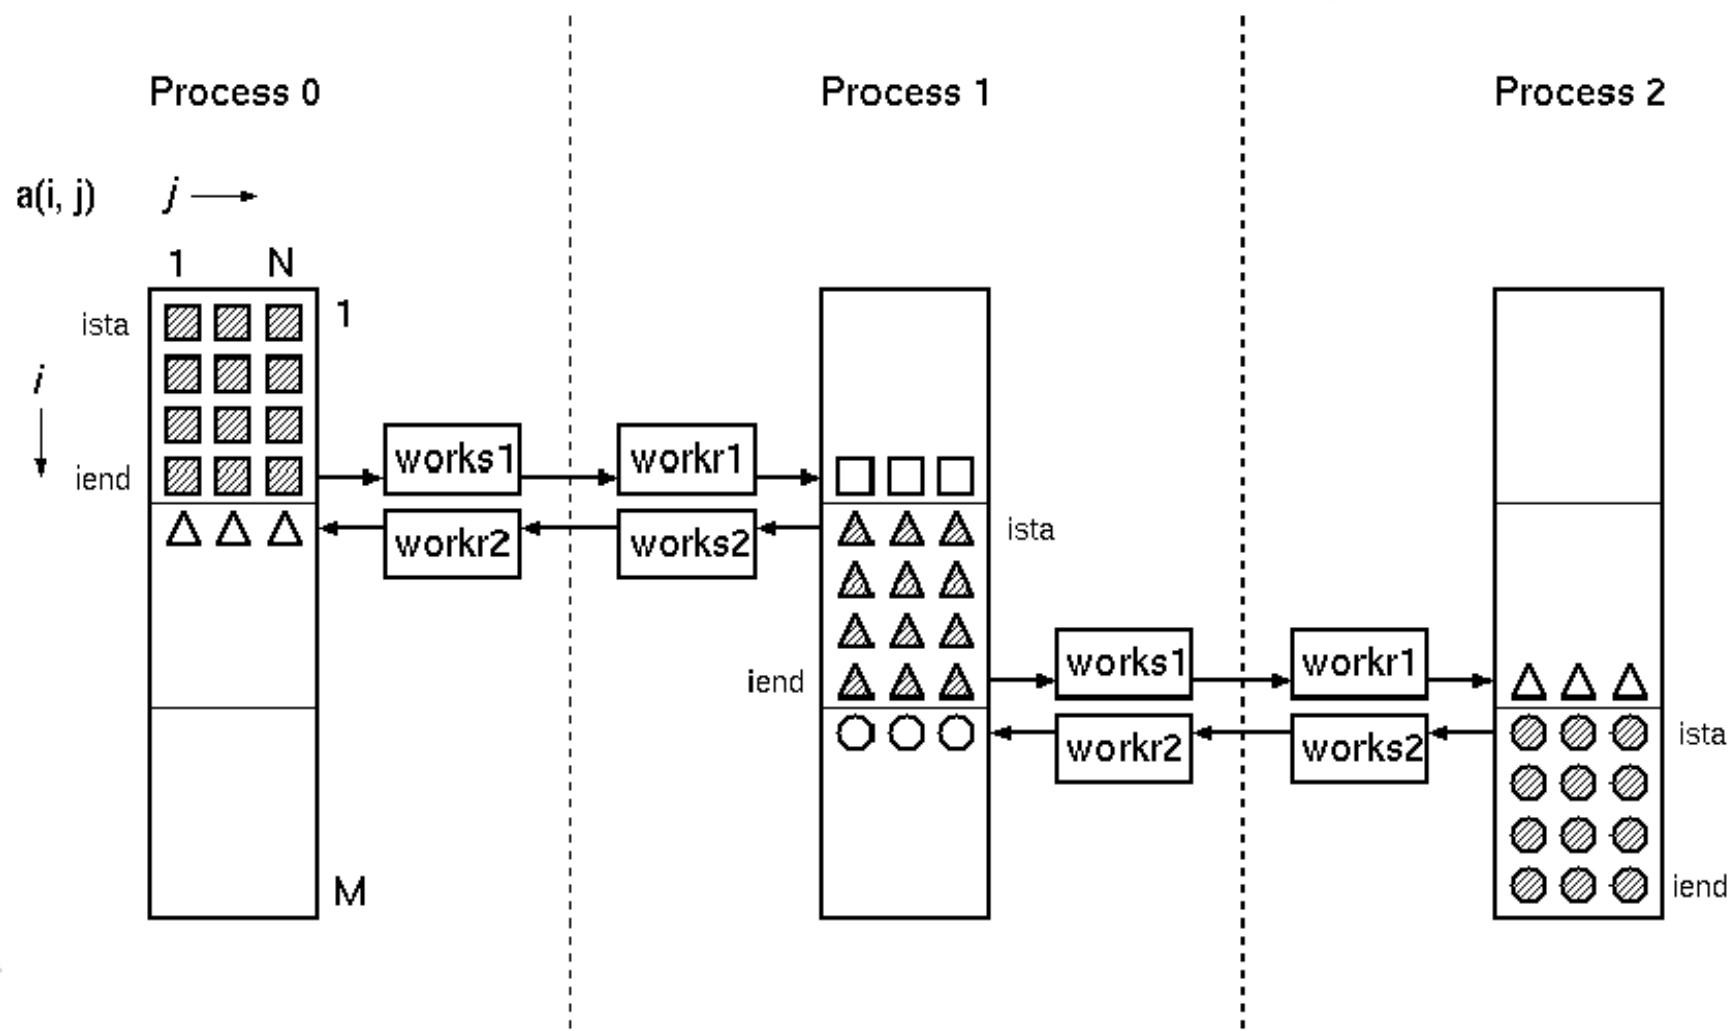 Process 0
Process 1
Process 2
a(i, j)
j
1 N
ista
1
i
iend
works1
workr1
workr2
works2
ista
iend
works1
workr1
workr2
works2
ista
iend
M